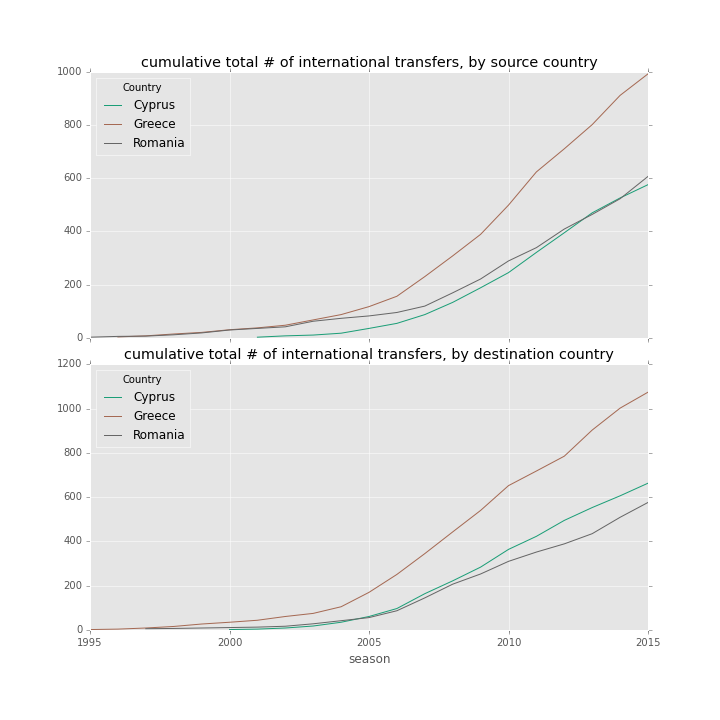 cumulative total # of international transfers, by source country
1000
800
600
400
200
0
Country
Cyprus
Greece
Romania
cumulative total # of international transfers, by destination country
1200
1000
800
600
400
200
0
Country
Cyprus
Greece
Romania
1995 2000 2005 2010 2015
season